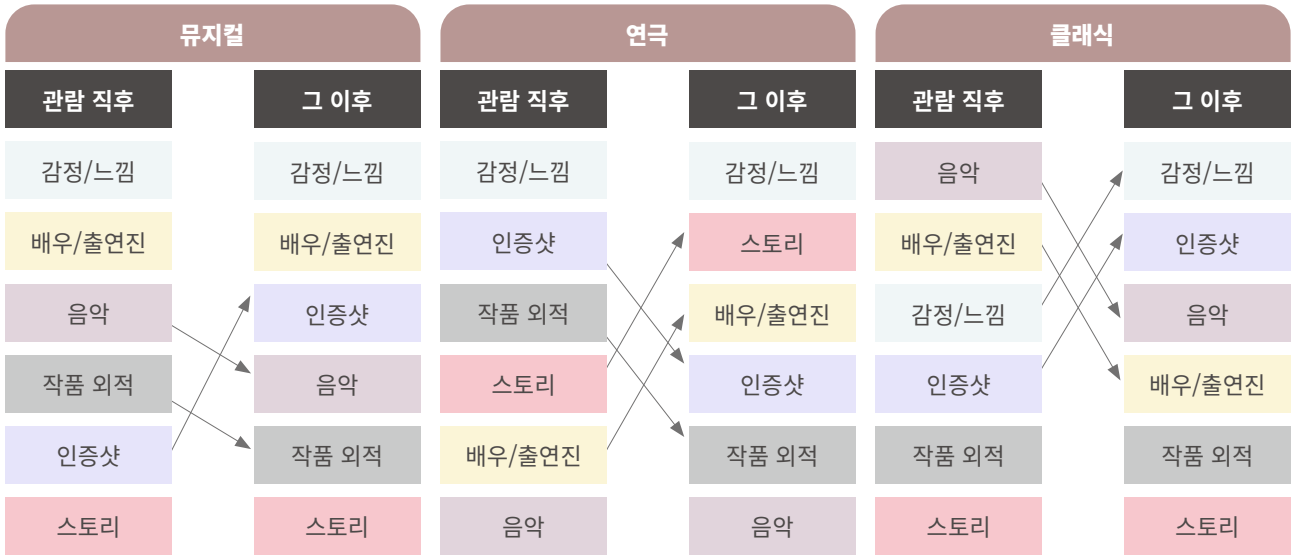 뮤지컬
관람 직후
그 이후
감정/느낌
감정/느낌
배우/출연진
배우/출연진
음악
인증샷
작품 외적
음악
인증샷
작품 외적
스토리
스토리
연극
관람 직후
그 이후
감정/느낌
감정/느낌
인증샷
스토리
작품 외적
배우/출연진
스토리
인증샷
배우/출연진
작품 외적
음악
음악
클래식
관람 직후
그 이후
음악
감정/느낌
배우/출연진
인증샷
감정/느낌
음악
인증샷
배우/출연진
작품 외적
작품 외적
스토리
스토리